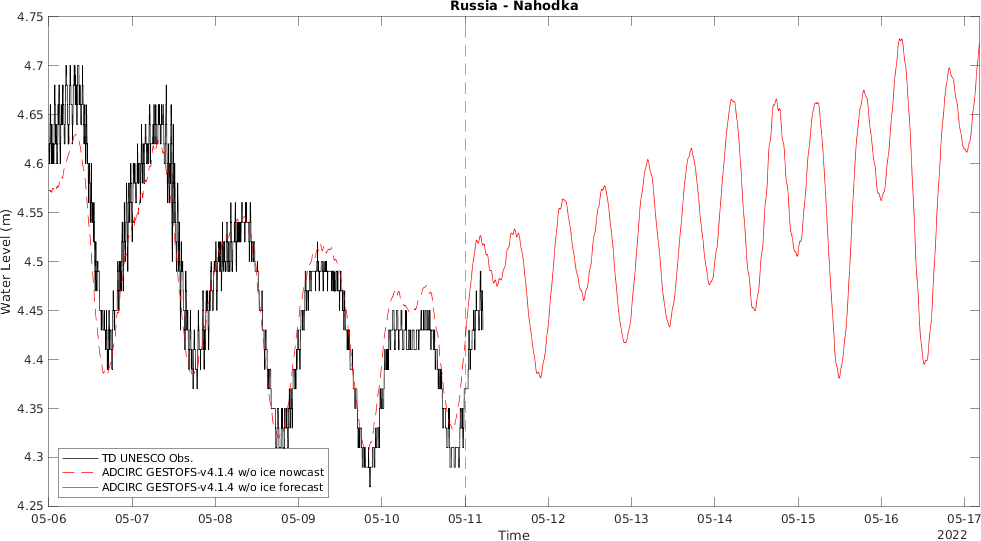 Russia - Nahodka
4.75
4.7
4.65
4.6
4.55
4.5
4.45
4.4
4.35
4.3
4.25
Water Level (m)
TD UNESCO Obs.
ADCIRC GESTOFS-v4.1.4 w/o ice nowcast
ADCIRC GESTOFS-v4.1.4 w/o ice forecast
05-06 05-07 05-08 05-09 05-10 05-11 05-12 05-13 05-14 05-15 05-16 05-17
Time
2022